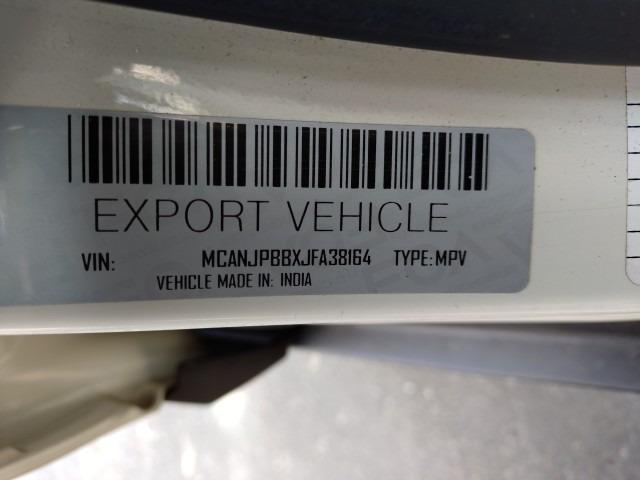 EXPORT VEHICLE
VIN: MCANJPBBXJFA38164 TYPE: MPV
VEHICLE MADE IN: INDIA